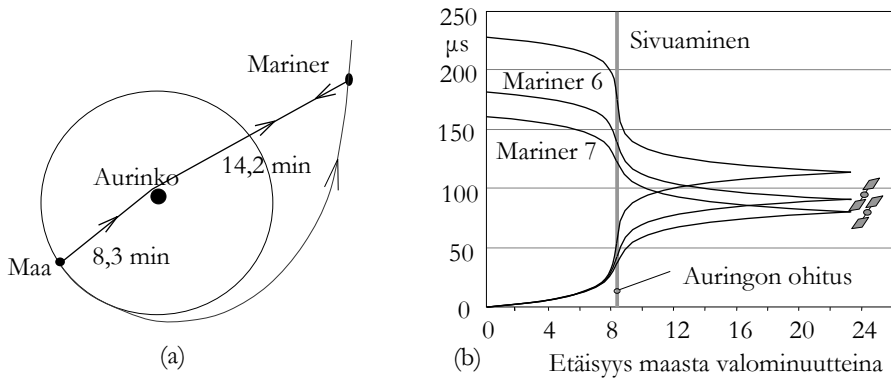 Mariner
14,2 min
Aurinko
8,3 min
Maa
(a)
250
µs
200
150
100
50
0
Sivuaminen
Mariner 6
Mariner 7
Auringon ohitus
0 4 8 12 16 20 24
(b) Etäisyys maasta valominuutteina